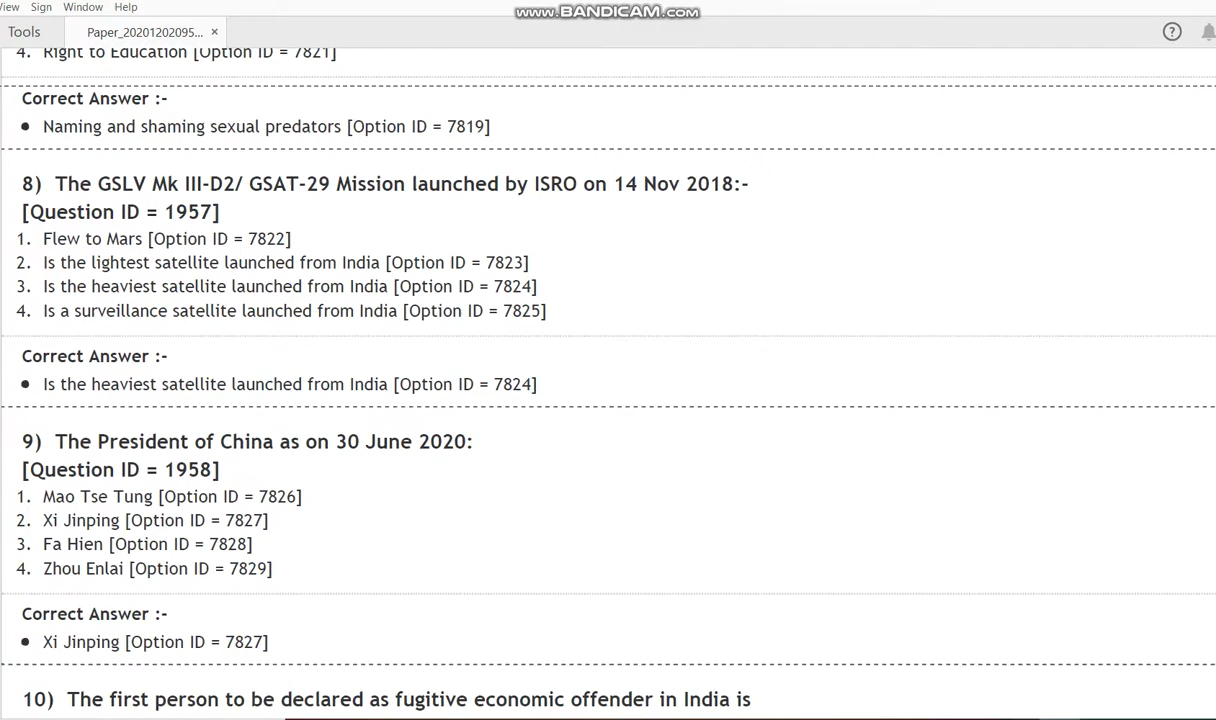 View Sign Window Help
www.BANDICAM.com
Tools Paper_20201202095... ×
4. Right to Education [Option ID = 7821]
Correct Answer :-
• Naming and shaming sexual predators [Option ID = 7819]
8) The GSLV Mk III-D2/ GSAT-29 Mission launched by ISRO on 14 Nov 2018:-
[Question ID = 1957]
1. Flew to Mars [Option ID = 7822]
2. Is the lightest satellite launched from India [Option ID = 7823]
3. Is the heaviest satellite launched from India [Option ID = 7824]
4. Is a surveillance satellite launched from India [Option ID = 7825]
Correct Answer :-
• Is the heaviest satellite launched from India [Option ID = 7824]
9) The President of China as on 30 June 2020:
[Question ID = 1958]
1. Mao Tse Tung [Option ID = 7826]
2. Xi Jinping [Option ID = 7827]
3. Fa Hien [Option ID = 7828]
4. Zhou Enlai [Option ID = 7829]
Correct Answer :-
• Xi Jinping [Option ID = 7827]
10) The first person to be declared as fugitive economic offender in India is